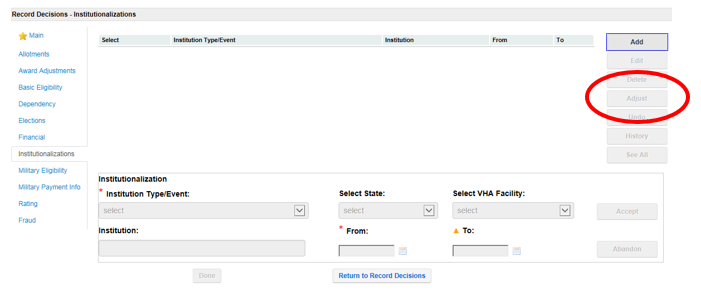 Record Decisions - Institutionalizations
Main
Select Institution Type/Event Institution From To
Add
Allotments
Edit
Award Adjustments
Delete
Basic Eligibility
Adjust
Dependency
Undo
Elections
History
Financial
See All
Institutionalizations
Military Eligibility
Institutionalization
Military Payment Info
* Institution Type/Event: Select State: Select VHA Facility:
Rating
select select select Accept
Fraud
Institution: * From: To:
Abandon
Done Return to Record Decisions